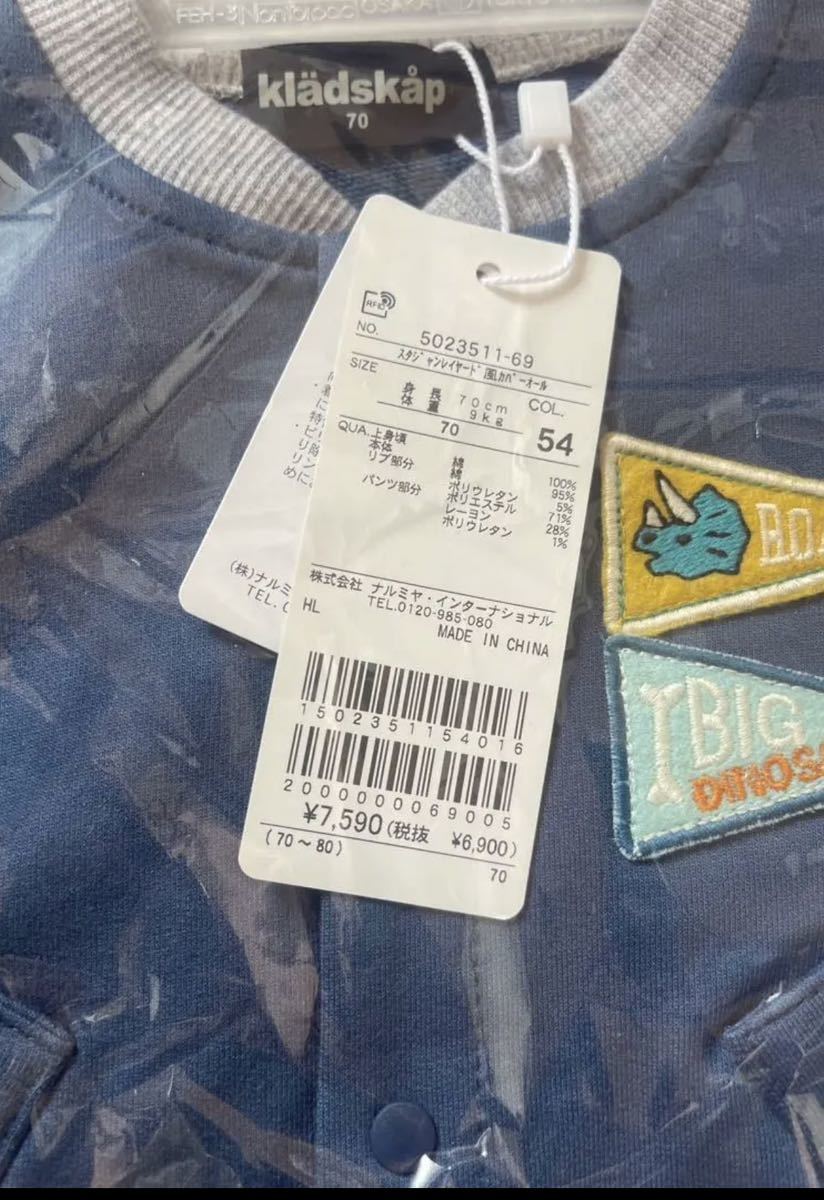 klädskåp
70
RFID
NO. 5023511-69
スタジャンレイヤード風カバーオール
SIZE
身長 70cm
体重 9kg
COL.
70
54
QUA. 上身頃
本体 綿 100%
リブ部分 綿 95%
ポリウレタン 5%
パンツ部分 ポリエステル 71%
レーヨン 28%
ポリウレタン 1%
株式会社 ナルミヤ・インターナショナル
TEL.0120-985-080
HL
MADE IN CHINA
1502351154016
2000000069005
¥7,590(税抜 ¥6,900)
(70～80)
70
(株)ナルミ
TEL.
BIG